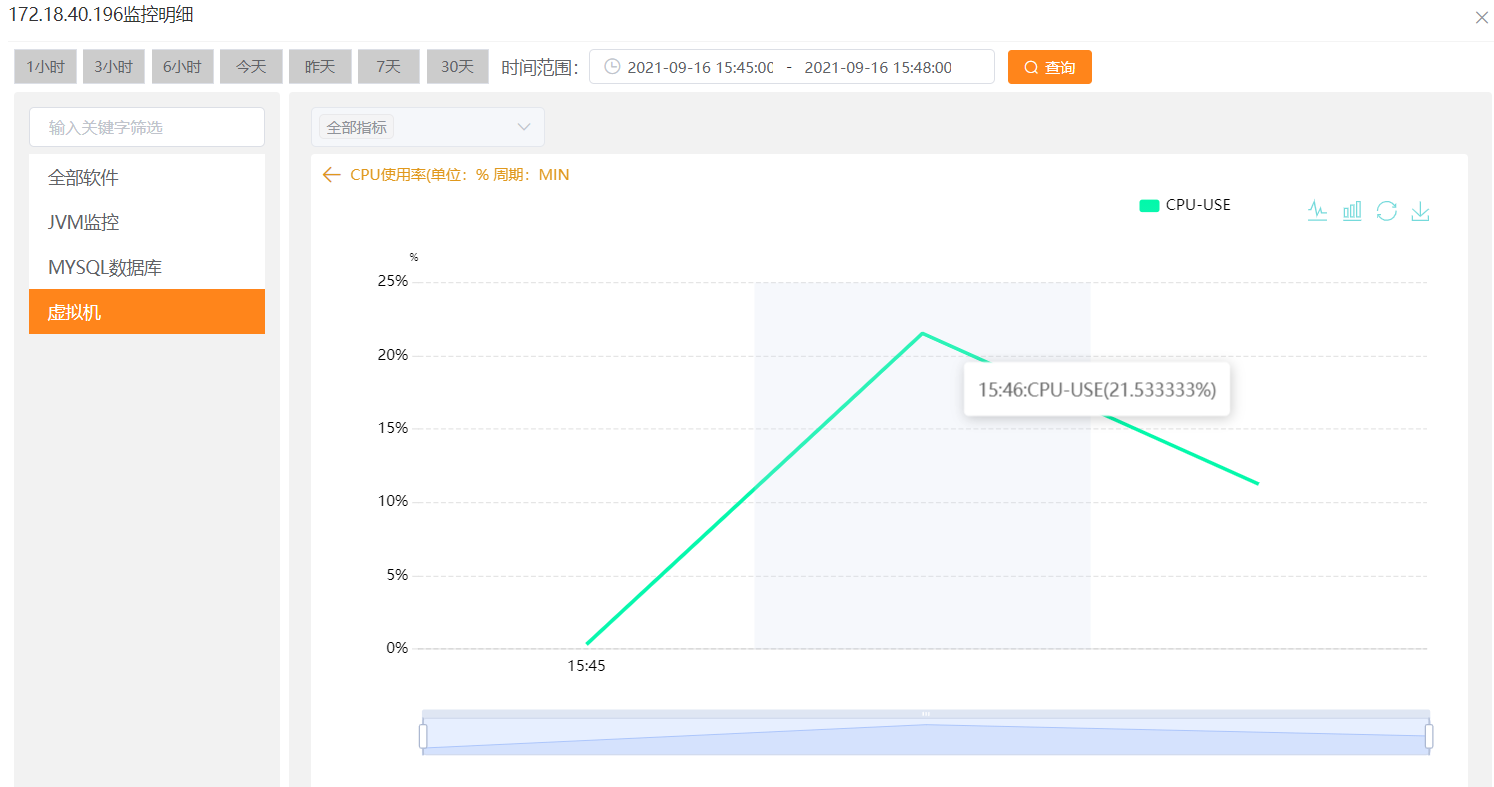 172.18.40.196监控明细
1小时 3小时 6小时 今天 昨天 7天 30天 时间范围: 2021-09-16 15:45:00 - 2021-09-16 15:48:00 查询
输入关键字筛选
全部软件
JVM监控
MYSQL数据库
虚拟机
全部指标
CPU使用率(单位：% 周期：MIN
CPU-USE
%
25%
20%
15:46:CPU-USE(21.533333%)
15%
10%
5%
0%
15:45